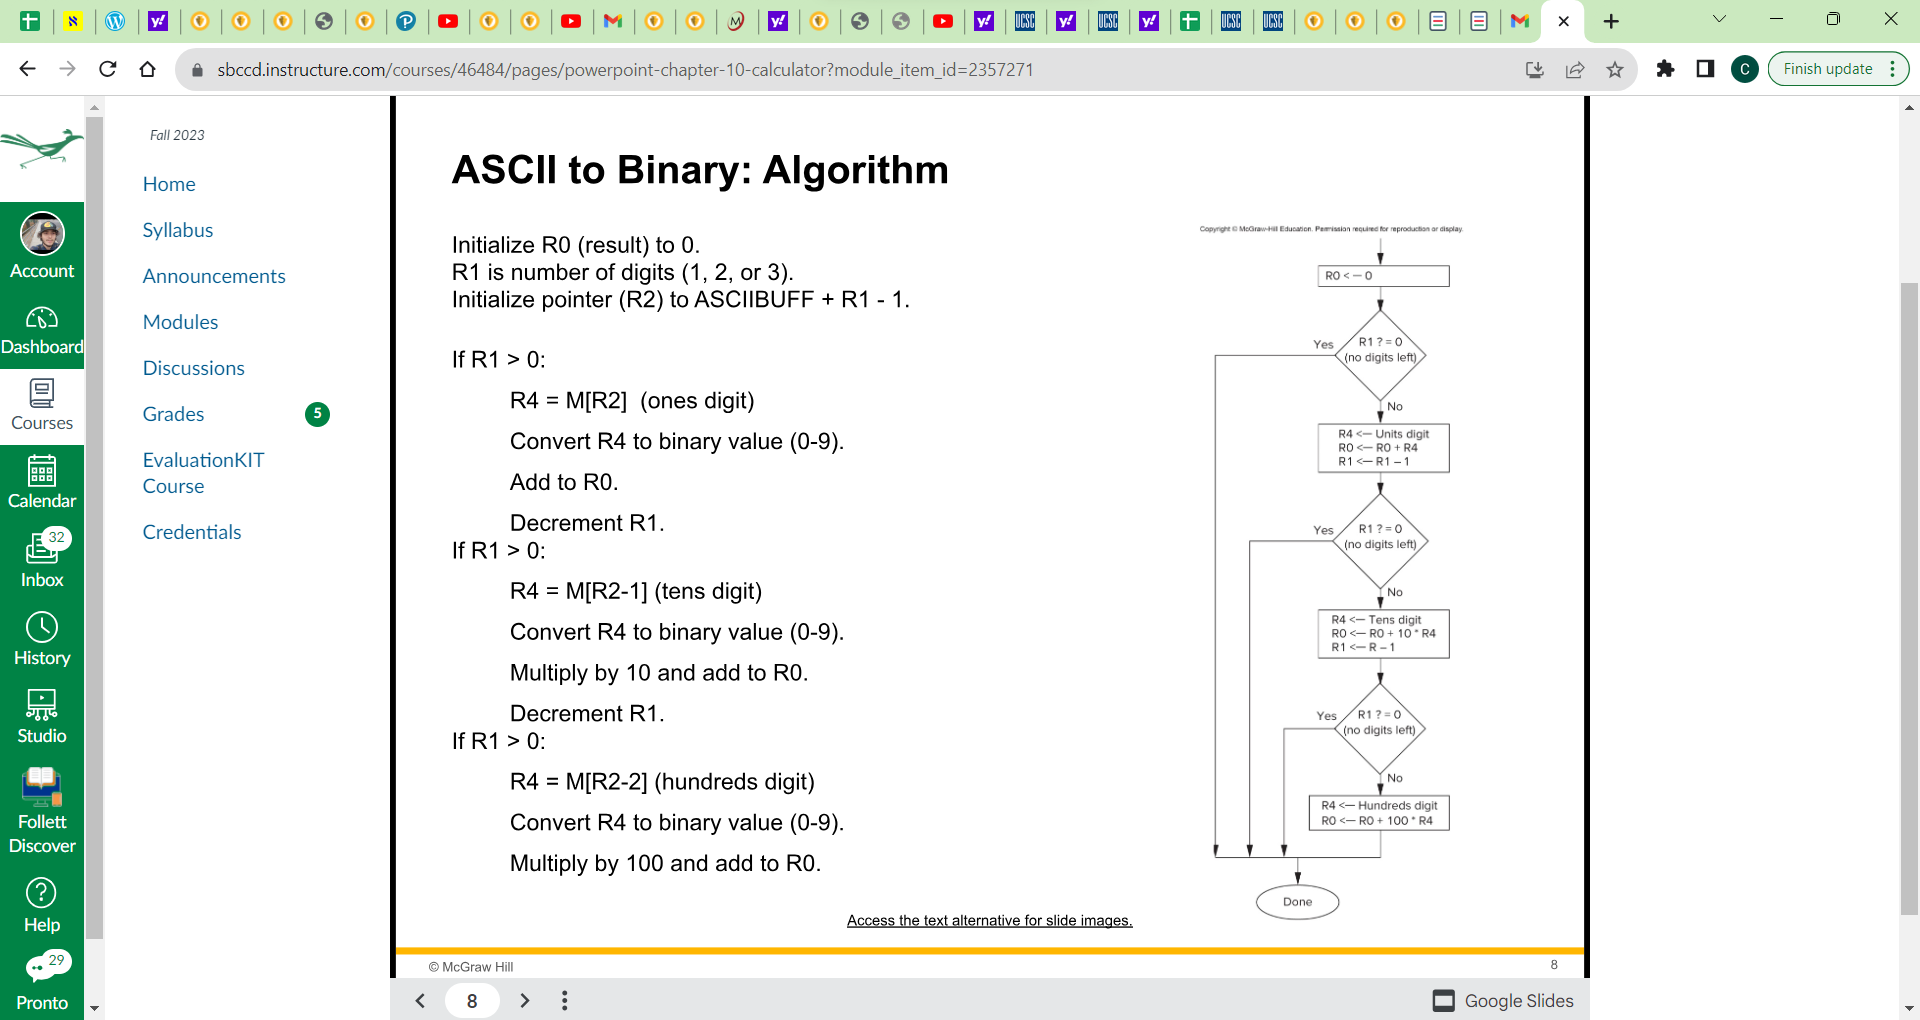 sbccd.instructure.com/courses/46484/pages/powerpoint-chapter-10-calculator?module_item_id=2357271
C
Finish update
Account
Dashboard
Courses
Calendar
32
Inbox
History
Studio
Follett
Discover
Help
29
Pronto
Fall 2023
Home
Syllabus
Announcements
Modules
Discussions
Grades
5
EvaluationKIT
Course
Credentials
ASCII to Binary: Algorithm
Initialize R0 (result) to 0.
R1 is number of digits (1, 2, or 3).
Initialize pointer (R2) to ASCIIBUFF + R1 - 1.
If R1 > 0:
R4 = M[R2] (ones digit)
Convert R4 to binary value (0-9).
Add to R0.
Decrement R1.
If R1 > 0:
R4 = M[R2-1] (tens digit)
Convert R4 to binary value (0-9).
Multiply by 10 and add to R0.
Decrement R1.
If R1 > 0:
R4 = M[R2-2] (hundreds digit)
Convert R4 to binary value (0-9).
Multiply by 100 and add to R0.
Copyright © McGraw-Hill Education. Permission required for reproduction or display.
R0 <— 0
Yes
R1 ? = 0
(no digits left)
No
R4 <— Units digit
R0 <— R0 + R4
R1 <— R1 – 1
Yes
R1 ? = 0
(no digits left)
No
R4 <— Tens digit
R0 <— R0 + 10 * R4
R1 <— R – 1
Yes
R1 ? = 0
(no digits left)
No
R4 <— Hundreds digit
R0 <— R0 + 100 * R4
Done
Access the text alternative for slide images.
© McGraw Hill
8
8
Google Slides